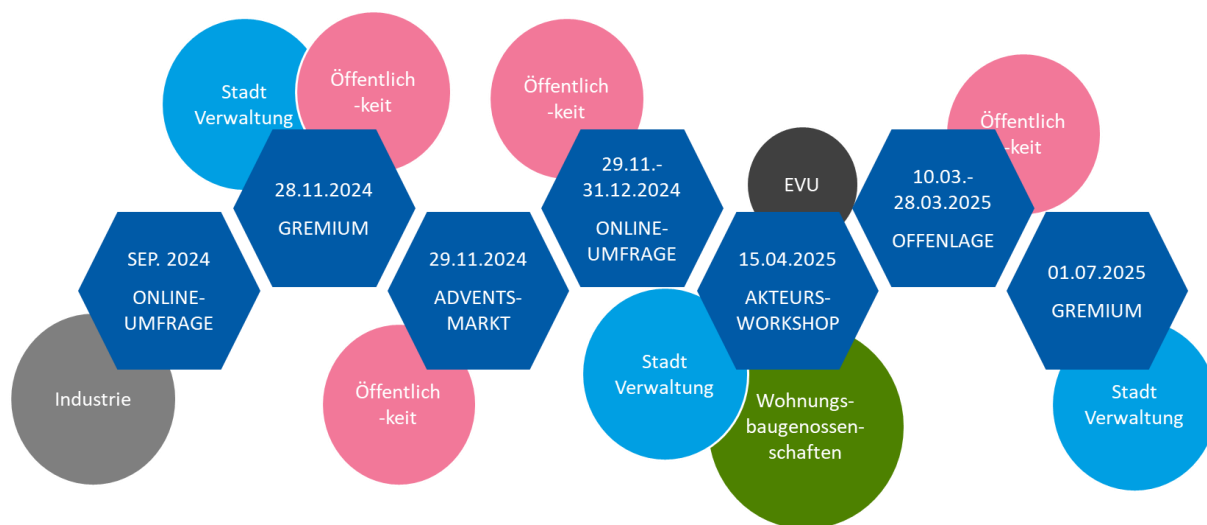 Stadt
Verwaltung
Öffentlich
-keit
28.11.2024
GREMIUM
SEP. 2024
ONLINE-
UMFRAGE
Industrie
29.11.2024
ADVENTS-
MARKT
Öffentlich
-keit
Öffentlich
-keit
29.11.-
31.12.2024
ONLINE-
UMFRAGE
EVU
15.04.2025
AKTEURS-
WORKSHOP
Stadt
Verwaltung
Wohnungs-
baugenossen-
schaften
Öffentlich
-keit
10.03.-
28.03.2025
OFFENLAGE
01.07.2025
GREMIUM
Stadt
Verwaltung